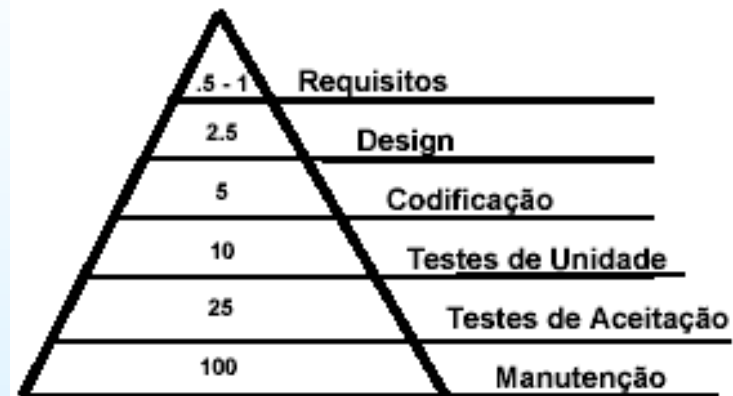 .5 - 1 Requisitos
2.5 Design
5 Codificação
10 Testes de Unidade
25 Testes de Aceitação
100 Manutenção